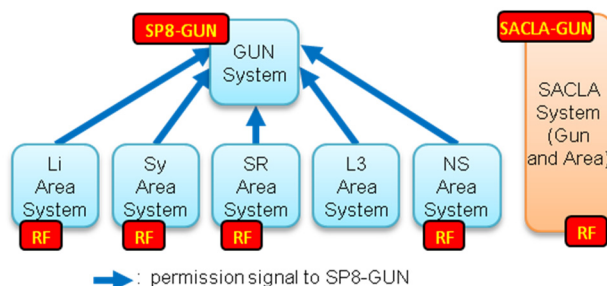 SP8-GUN
GUN
System
SACLA-GUN
SACLA
System
(Gun
and Area)
RF
Li
Area
System
RF
Sy
Area
System
RF
SR
Area
System
RF
L3
Area
System
NS
Area
System
RF
: permission signal to SP8-GUN